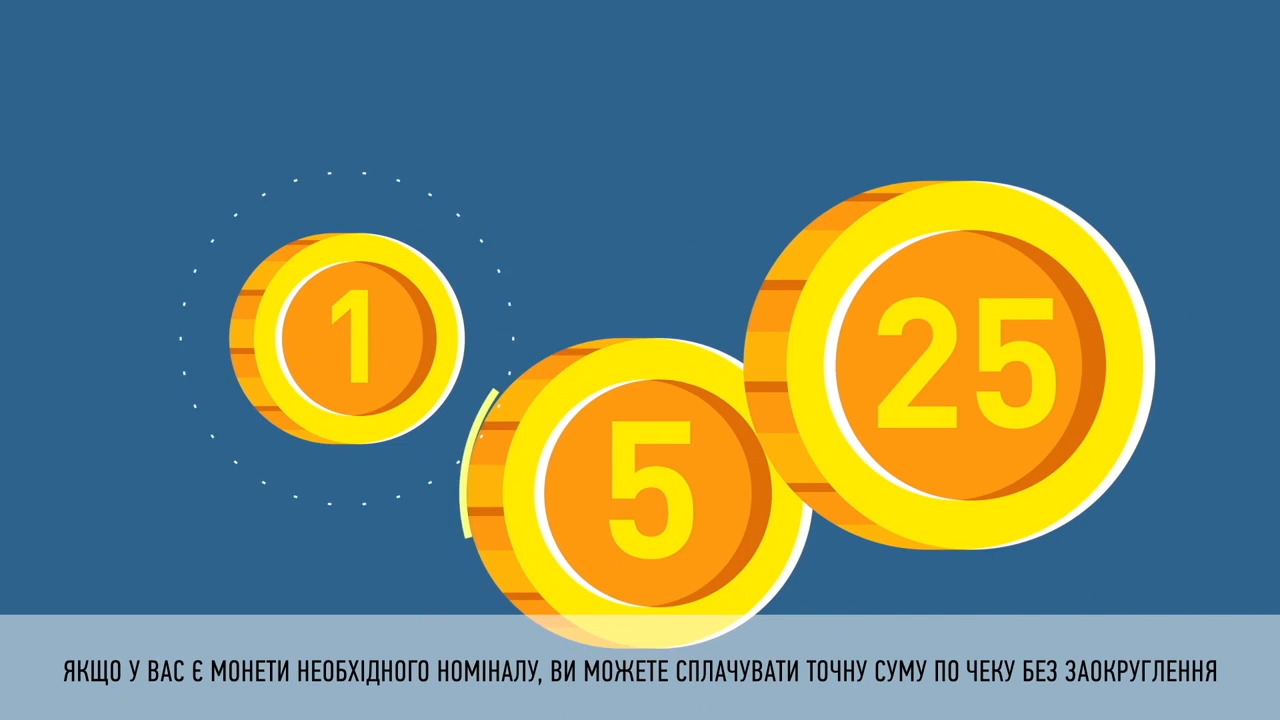 1
5
25
ЯКЩО У ВАС Є МОНЕТИ НЕОБХІДНОГО НОМІНАЛУ, ВИ МОЖЕТЕ СПЛАЧУВАТИ ТОЧНУ СУМУ ПО ЧЕКУ БЕЗ ЗАОКРУГЛЕННЯ